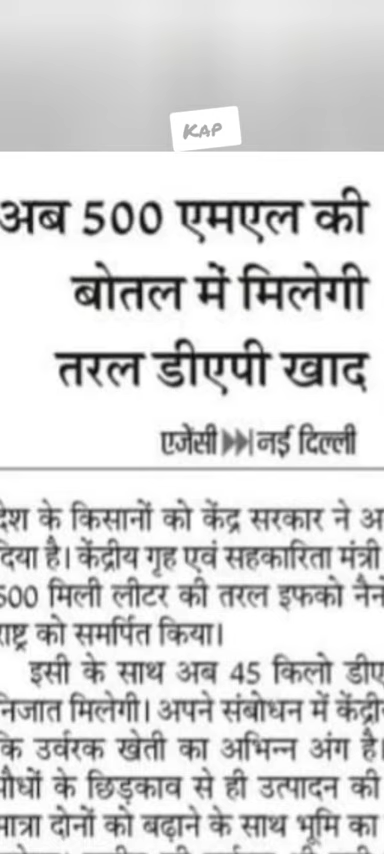 KAP
अब 500 एमएल की
बोतल में मिलेगी
तरल डीएपी खाद
एजेंसी नई दिल्ली
के किसानों को केंद्र सरकार ने
दिया है। केंद्रीय गृह एवं सहकारिता मंत्री
500 मिली लीटर की तरल इफको
को समर्पित किया।
इसी के साथ अब 45 किलो
निजात मिलेगी। अपने संबोधन में
कि उर्वरक खेती का अभिन्न अंग है।
पौधों के छिड़काव से ही उत्पादन की
मात्रा दोनों को बढ़ाने के साथ भूमि का